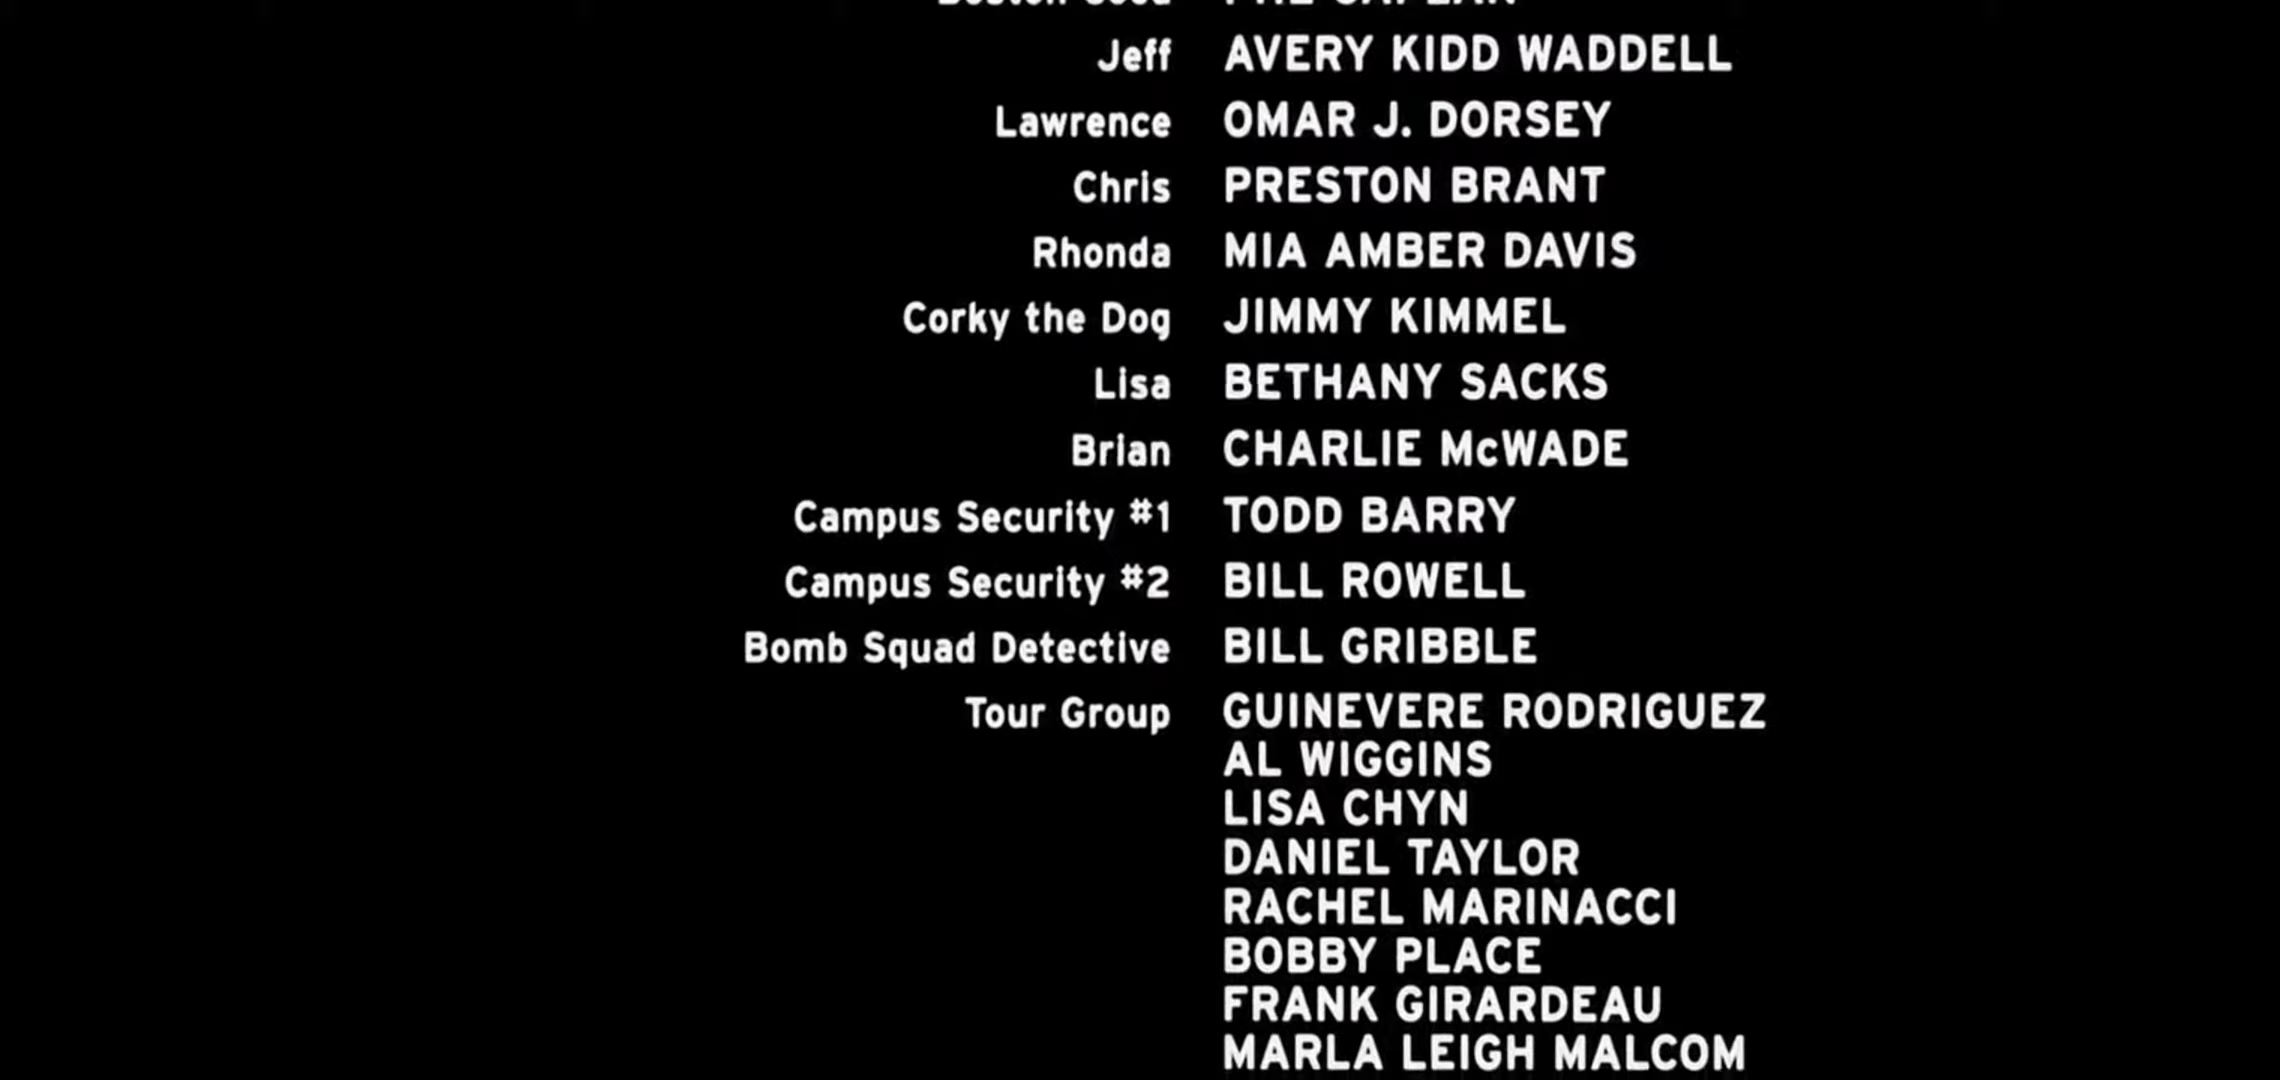 Jeff AVERY KIDD WADDELL
Lawrence OMAR J. DORSEY
Chris PRESTON BRANT
Rhonda MIA AMBER DAVIS
Corky the Dog JIMMY KIMMEL
Lisa BETHANY SACKS
Brian CHARLIE McWADE
Campus Security #1 TODD BARRY
Campus Security #2 BILL ROWELL
Bomb Squad Detective BILL GRIBBLE
Tour Group GUINEVERE RODRIGUEZ
AL WIGGINS
LISA CHYN
DANIEL TAYLOR
RACHEL MARINACCI
BOBBY PLACE
FRANK GIRARDEAU
MARLA LEIGH MALCOM